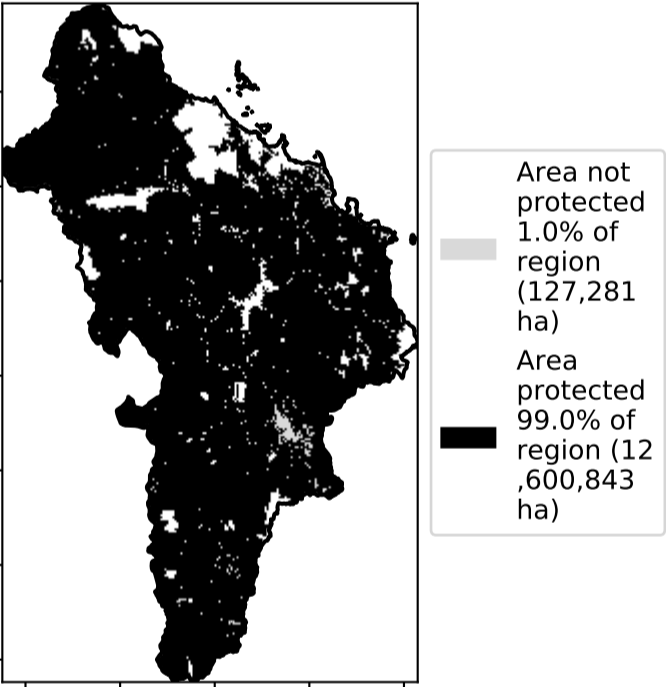 Area not
protected
1.0% of
region
(127,281
ha)
Area
protected
99.0% of
region (12
,600,843
ha)